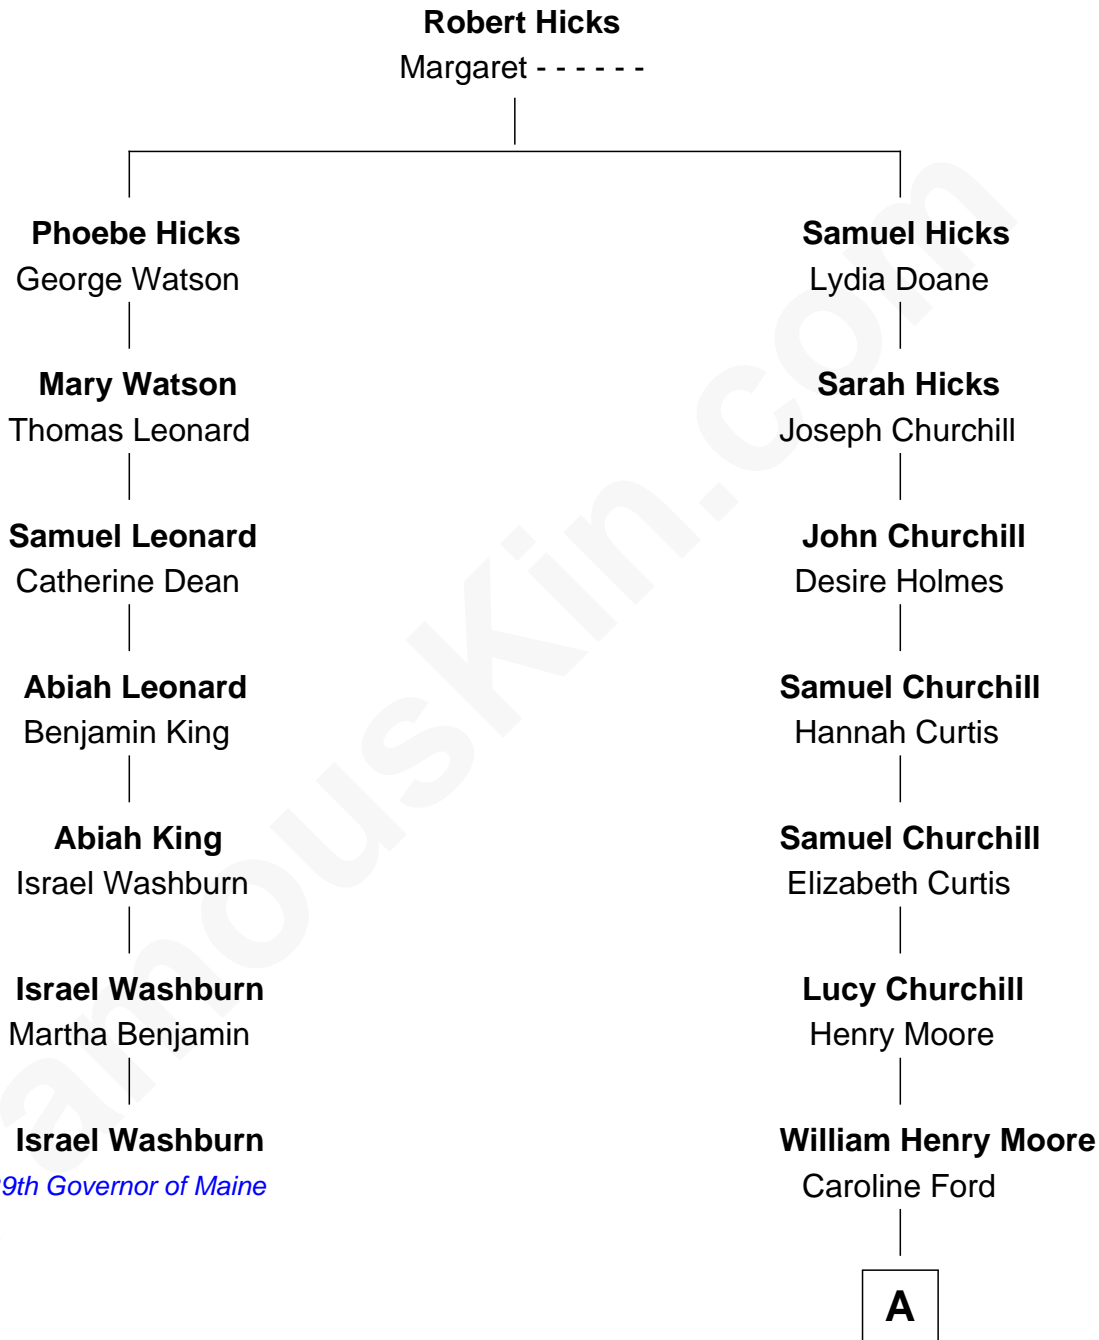 Robert Hicks
Margaret - - - - - -
Phoebe Hicks
George Watson
Samuel Hicks
Lydia Doane
Mary Watson
Thomas Leonard
Sarah Hicks
Joseph Churchill
Samuel Leonard
Catherine Dean
John Churchill
Desire Holmes
Abiah Leonard
Benjamin King
Samuel Churchill
Hannah Curtis
Abiah King
Israel Washburn
Samuel Churchill
Elizabeth Curtis
Israel Washburn
Martha Benjamin
Lucy Churchill
Henry Moore
Israel Washburn
9th Governor of Maine
William Henry Moore
Caroline Ford
A
amousKin.com